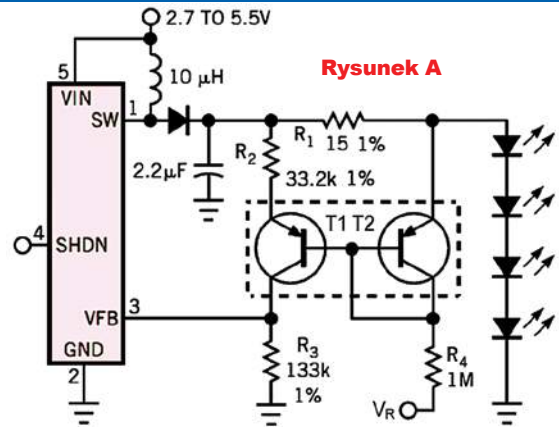 2.7 TO 5.5V
Rysunek A
5
10 μH
VIN
1
SW
R1 15 1%
R2
2.2μF
33.2k 1%
T1 T2
4
SHDN
3
VFB
R3
133k
1%
R4
1M
GND
2
VR